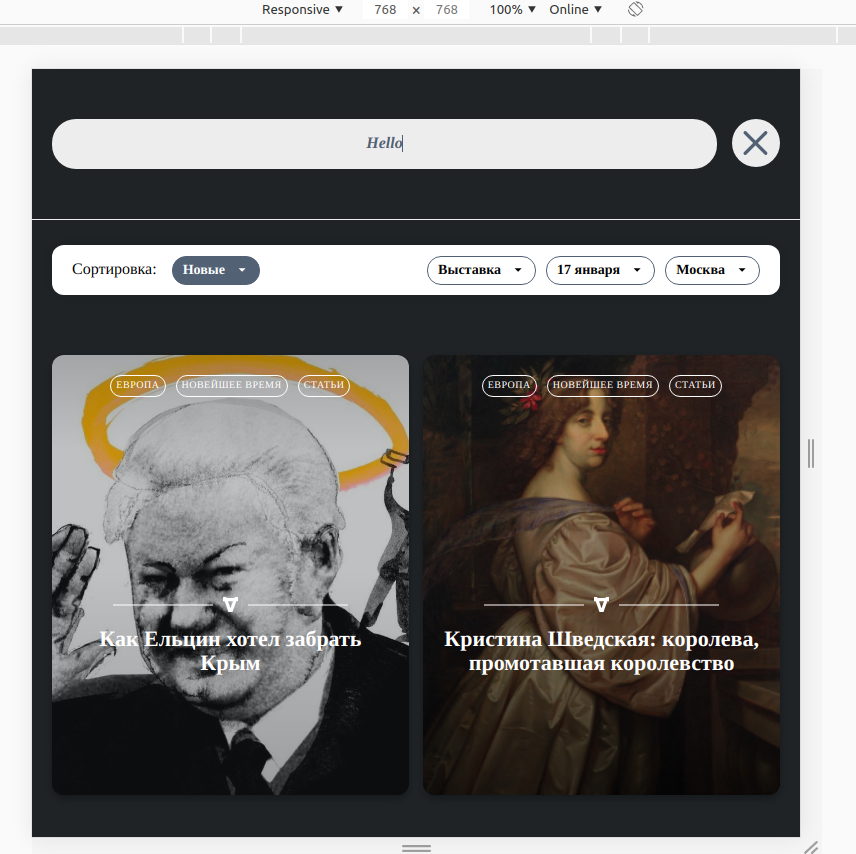 Responsive 768 × 768 100% Online
Hello
Сортировка: Новые Выставка 17 января Москва
ЕВРОПА НОВЕЙШЕЕ ВРЕМЯ СТАТЬИ
Как Ельцин хотел забрать
Крым
ЕВРОПА НОВЕЙШЕЕ ВРЕМЯ СТАТЬИ
Кристина Шведская: королева,
промотавшая королевство